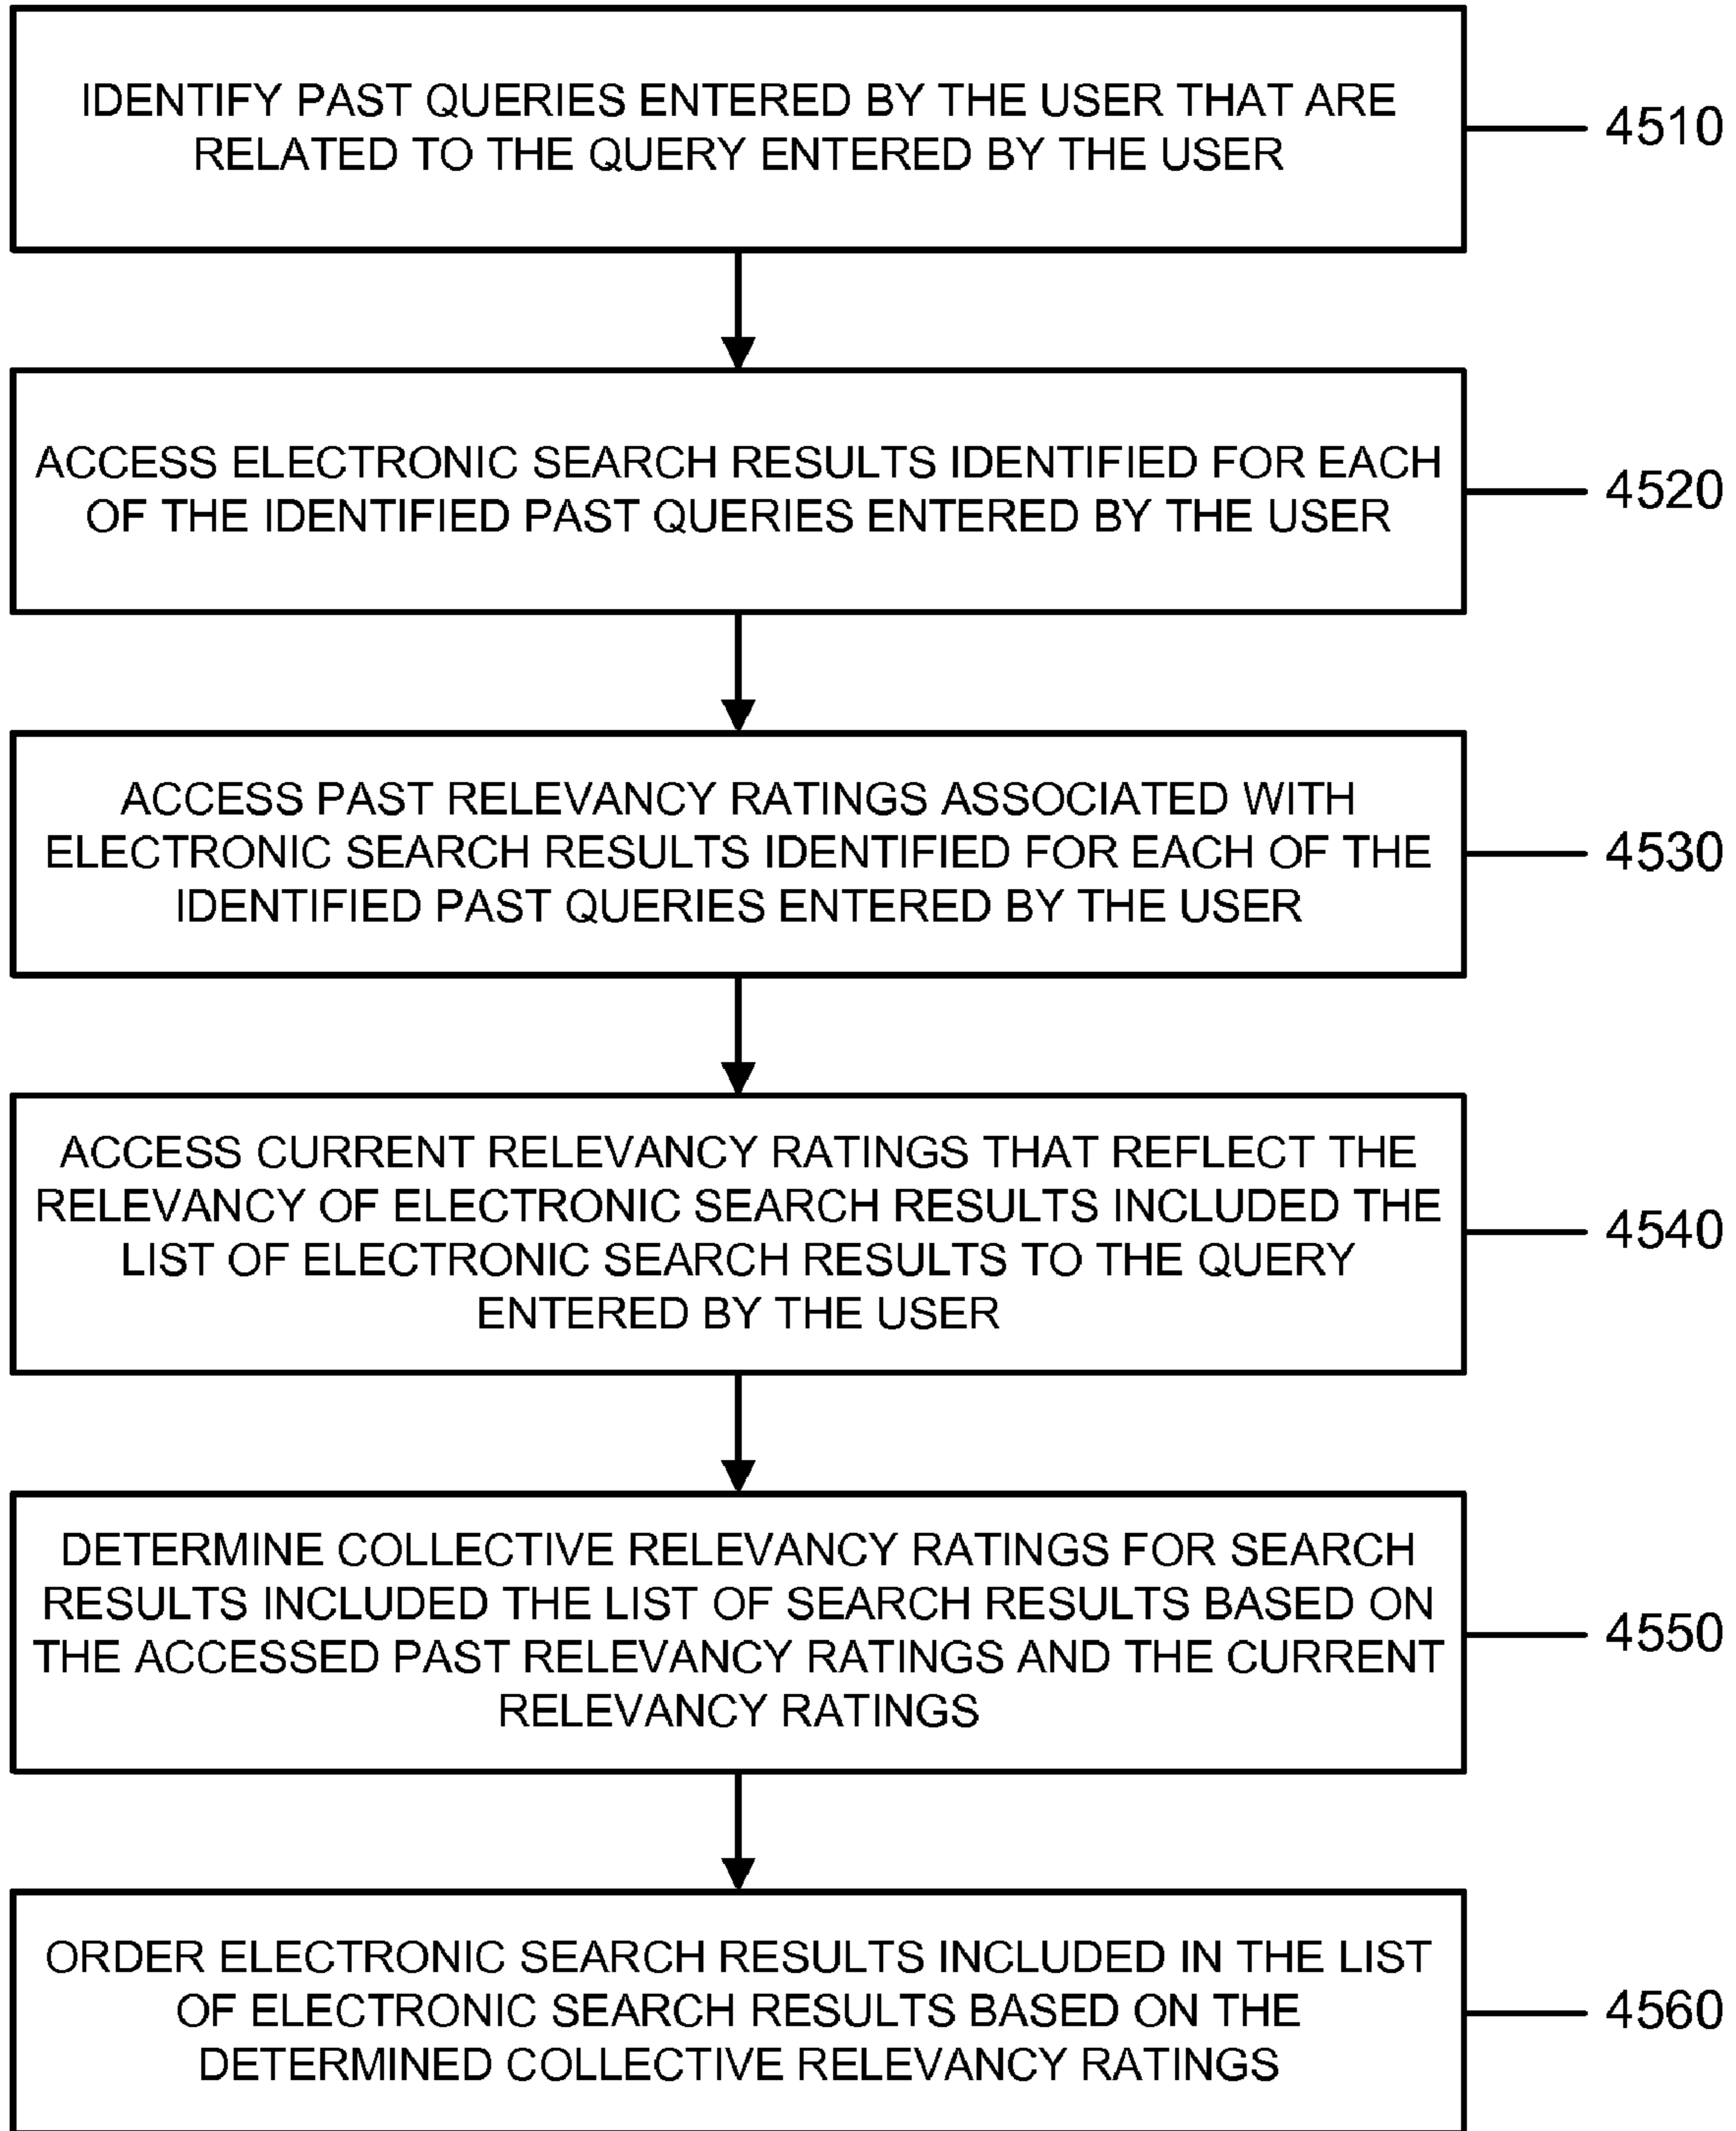 IDENTIFY PAST QUERIES ENTERED BY THE USER THAT ARE
RELATED TO THE QUERY ENTERED BY THE USER
4510
ACCESS ELECTRONIC SEARCH RESULTS IDENTIFIED FOR EACH
OF THE IDENTIFIED PAST QUERIES ENTERED BY THE USER
4520
ACCESS PAST RELEVANCY RATINGS ASSOCIATED WITH
ELECTRONIC SEARCH RESULTS IDENTIFIED FOR EACH OF THE
IDENTIFIED PAST QUERIES ENTERED BY THE USER
4530
ACCESS CURRENT RELEVANCY RATINGS THAT REFLECT THE
RELEVANCY OF ELECTRONIC SEARCH RESULTS INCLUDED THE
LIST OF ELECTRONIC SEARCH RESULTS TO THE QUERY
ENTERED BY THE USER
4540
DETERMINE COLLECTIVE RELEVANCY RATINGS FOR SEARCH
RESULTS INCLUDED THE LIST OF SEARCH RESULTS BASED ON
THE ACCESSED PAST RELEVANCY RATINGS AND THE CURRENT
RELEVANCY RATINGS
4550
ORDER ELECTRONIC SEARCH RESULTS INCLUDED IN THE LIST
OF ELECTRONIC SEARCH RESULTS BASED ON THE
DETERMINED COLLECTIVE RELEVANCY RATINGS
4560